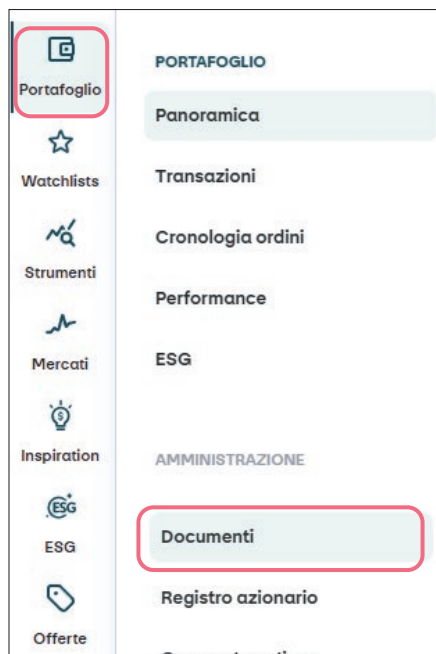 Portafoglio
Watchlists
Strumenti
Mercati
Inspiration
ESG
ESG
Offerte
PORTAFOGLIO
Panoramica
Transazioni
Cronologia ordini
Performance
ESG
AMMINISTRAZIONE
Documenti
Registro azionario